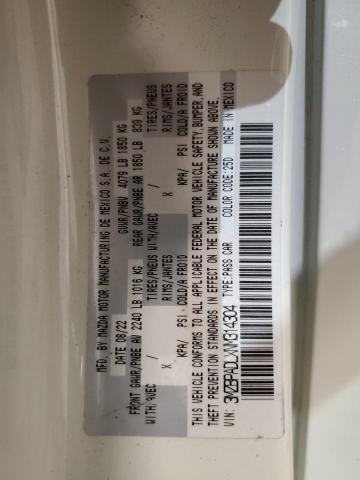 MFD. BY MAZDA MOTOR MANUFACTURING DE MEXICO S.A. DE C.V.
DATE 08/22 GVWR/PNBV 4079 LB 1850 KG
FRONT GAWR/PNBE AV 2240 LB 1016 KG REAR GAWR/PNBE AR 1850 LB 839 KG
WITH/AVEC TIRES/PNEUS WITH/AVEC TIRES/PNEUS
/ X RIMS/JANTES / X RIMS/JANTES
KPA/ PSI COLD/A FROID KPA/ PSI COLD/A FROID
THIS VEHICLE CONFORMS TO ALL APPLICABLE FEDERAL MOTOR VEHICLE SAFETY, BUMPER, AND
THEFT PREVENTION STANDARDS IN EFFECT ON THE DATE OF MANUFACTURE SHOWN ABOVE.
VIN: 3MZBPADLXNM314304 TYPE:PASS CAR COLOR CODE:25D MADE IN MEXICO